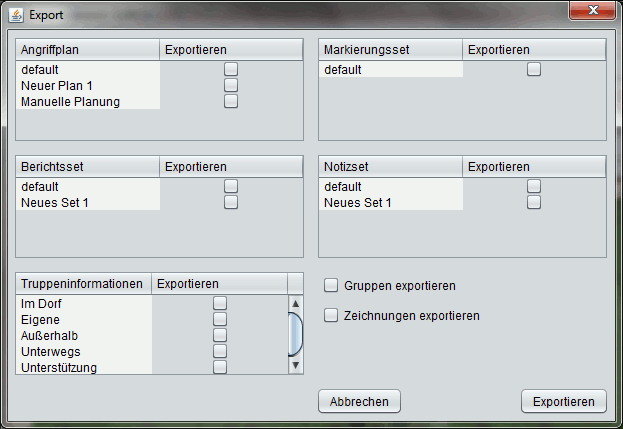 Export
Angriffplan Exportieren
default
Neuer Plan 1
Manuelle Planung
Markierungsset Exportieren
default
Berichtsset Exportieren
default
Neues Set 1
Notizset Exportieren
default
Neues Set 1
Truppeninformationen Exportieren
Im Dorf
Eigene
Außerhalb
Unterwegs
Unterstützung
Gruppen exportieren
Zeichnungen exportieren
Abbrechen
Exportieren